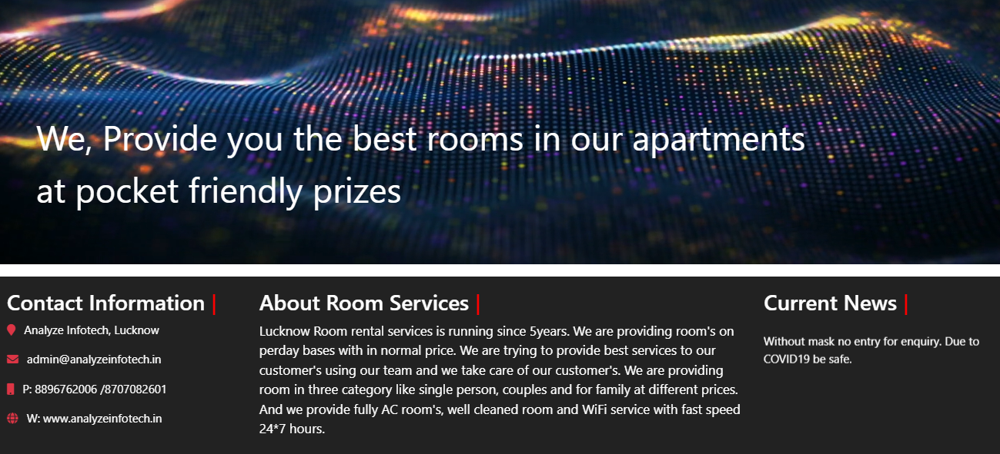 We, Provide you the best rooms in our apartments
at pocket friendly prizes
Contact Information |
Analyze Infotech, Lucknow
admin@analyzeinfotech.in
P: 8896762006 /8707082601
W: www.analyzeinfotech.in
About Room Services |
Lucknow Room rental services is running since 5years. We are providing room's on
perday bases with in normal price. We are trying to provide best services to our
customer's using our team and we take care of our customer's. We are providing
room in three category like single person, couples and for family at different prices.
And we provide fully AC room's, well cleaned room and WiFi service with fast speed
24*7 hours.
Current News |
Without mask no entry for enquiry. Due to
COVID19 be safe.